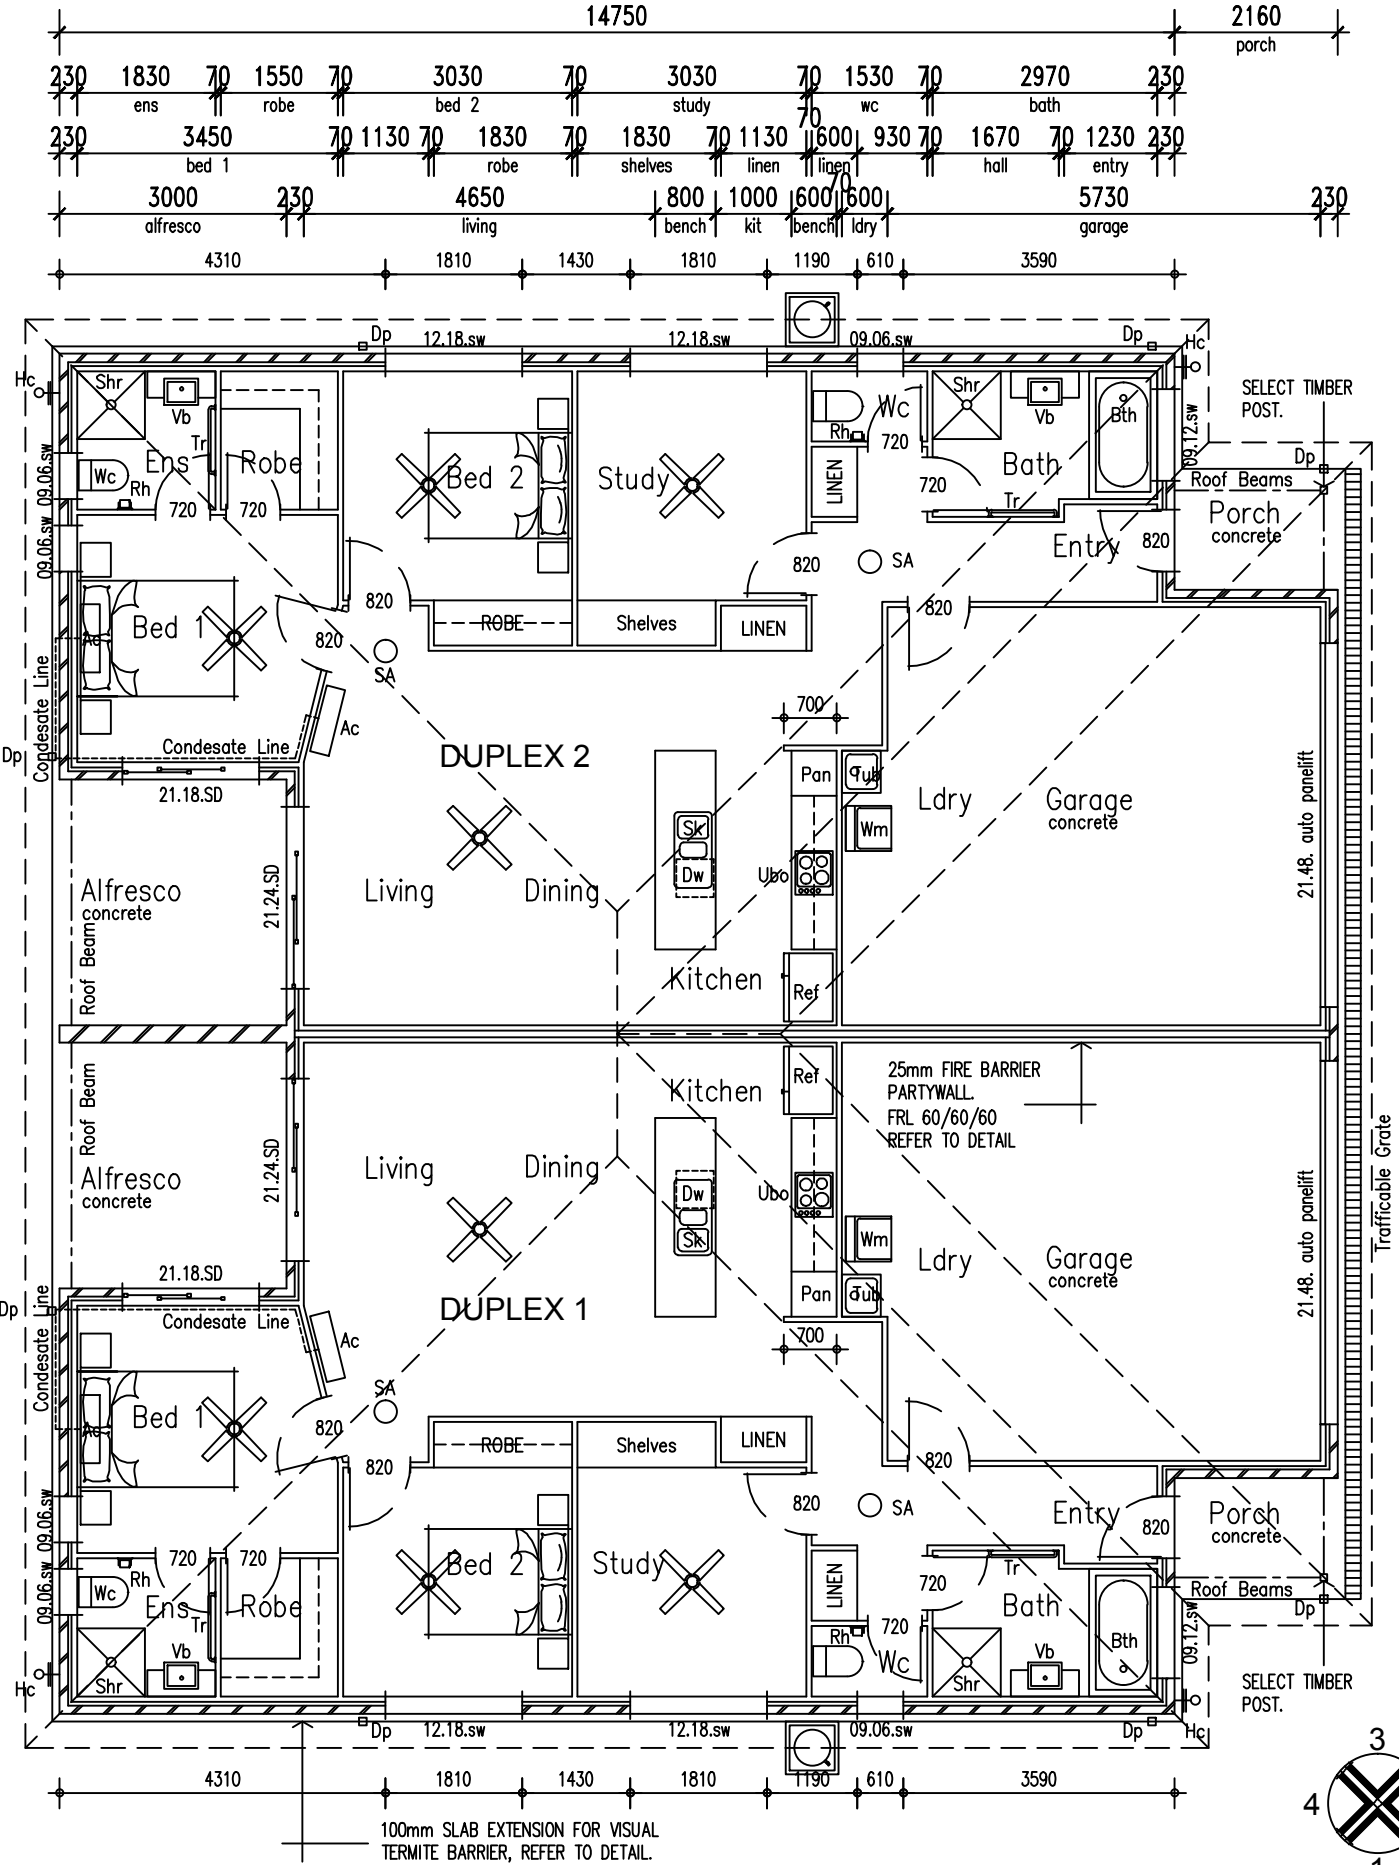 14750 2160
porch
230 1830 70 1550 70 3030 70 3030 70 1530 70 2970 230
ens robe bed 2 study wc bath
70
230 3450 70 1130 70 1830 70 1830 70 1130 600 930 70 1670 70 1230 230
bed 1 robe shelves linen linen hall entry
70
3000 230 4650 800 1000 600 600 5730 230
alfresco living bench kit bench ldry garage
4310 1810 1430 1810 1190 610 3590
Dp 12.18.sw 12.18.sw 09.06.sw Dp Hc
Hc Shr Vb Wc Rh Shr Vb Bth 09.12.sw
SELECT TIMBER
POST.
09.06.sw Wc Ens Tr Robe Bed 2 Study LINEN 720 Bath Dp
Rh 720 720 720 Tr Roof Beams
09.06.sw Porch
concrete
820 SA Entry 820
Bed 1 820 820 ROBE Shelves LINEN 820
Ac SA
Condesate Line Ac 700
Dp Condesate Line DUPLEX 2 Pan Tub
21.18.SD Ldry Garage
concrete
Sk Wm 21.48. auto panelift
Alfresco
concrete
21.24.SD Living Dining Dw Ubo
Roof Beam Kitchen Ref
25mm FIRE BARRIER
PARTYWALL.
FRL 60/60/60
REFER TO DETAIL
Roof Beam Kitchen Ref
Trafficable Grate
Alfresco
concrete
21.24.SD Living Dining Dw Ubo
Sk Wm 21.48. auto panelift
21.18.SD Ldry Garage
concrete
Dp Condesate Line DUPLEX 1 Pan Tub
Condesate Line Ac 700
SA
Bed 1 820 820 ROBE Shelves LINEN 820
Ac
820 SA Entry 820 Porch
concrete
09.06.sw 720 720 Tr
Rh Roof Beams
09.06.sw Wc Ens Tr Robe Bed 2 Study LINEN 720 Bath Dp
720
Hc Shr Vb Rh Wc Shr Vb Bth 09.12.sw
SELECT TIMBER
POST.
Dp 12.18.sw 12.18.sw 09.06.sw Dp Hc
4310 1810 1430 1810 1190 610 3590
100mm SLAB EXTENSION FOR VISUAL
TERMITE BARRIER, REFER TO DETAIL.
3
4